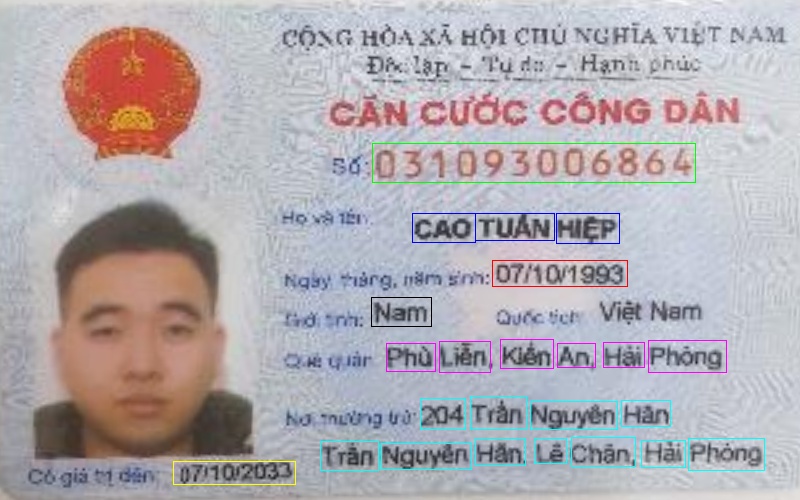 CỘNG HÒA XÃ HỘI CHỦ NGHĨA VIỆT NAM
Độc lập - Tự do - Hạnh phúc
CĂN CƯỚC CÔNG DÂN
Số: 031093006864
Họ và tên:
CAO TUẤN HIỆP
Ngày, tháng, năm sinh: 07/10/1993
Giới tính: Nam Quốc tịch: Việt Nam
Quê quán: Phù Liễn, Kiến An, Hải Phòng
Nơi thường trú: 204 Trần Nguyên Hãn
Trần Nguyên Hãn, Lê Chân, Hải Phòng
Có giá trị đến: 07/10/2033